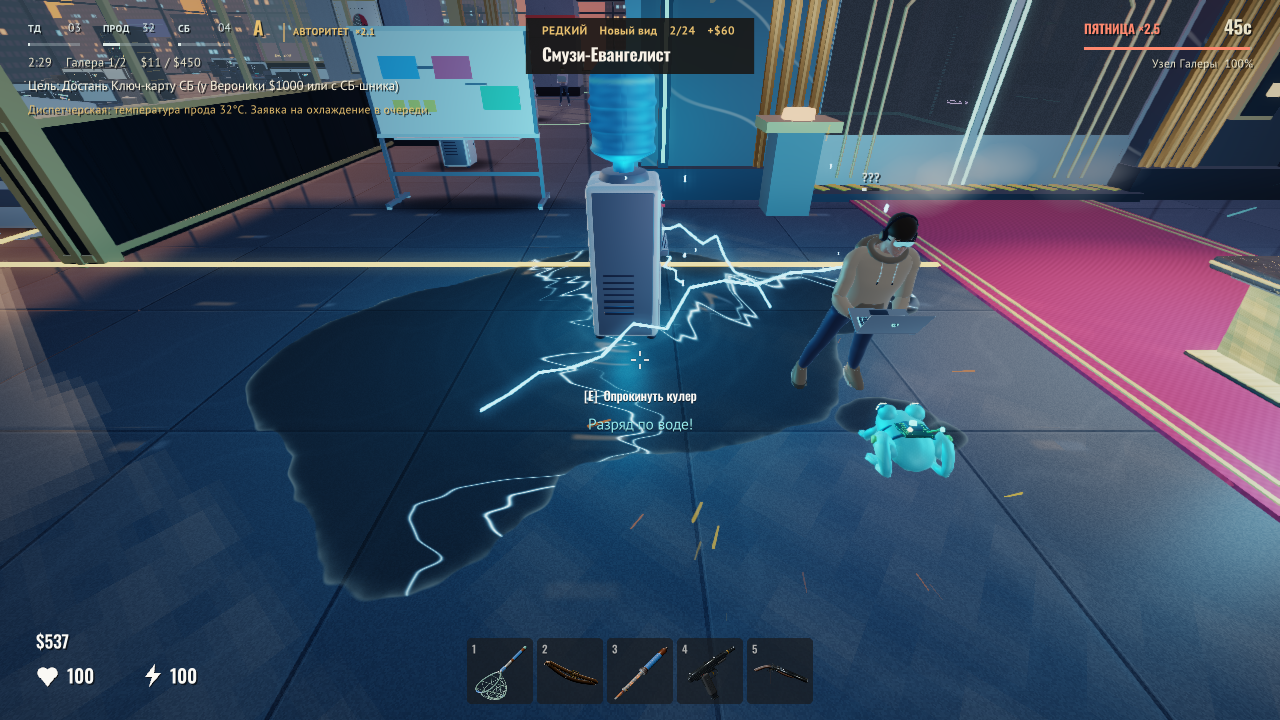 ТД 03 ПРОД 32 СБ 04 A АВТОРИТЕТ ×2.1
2:29 Галера 1/2 $11 / $450
Цель: Достань Ключ-карту СБ (у Вероники $1000 или с СБ-шника)
Диспетчерская: температура прода 32°C. Заявка на охлаждение в очереди.
РЕДКИЙ Новый вид 2/24 +$60
Смузи-Евангелист
ПЯТНИЦА ×2.5 45с
Узел Галеры 100%
???
[E] Опрокинуть кулер
Разряд по воде!
$537
100 100
1 2 3 4 5